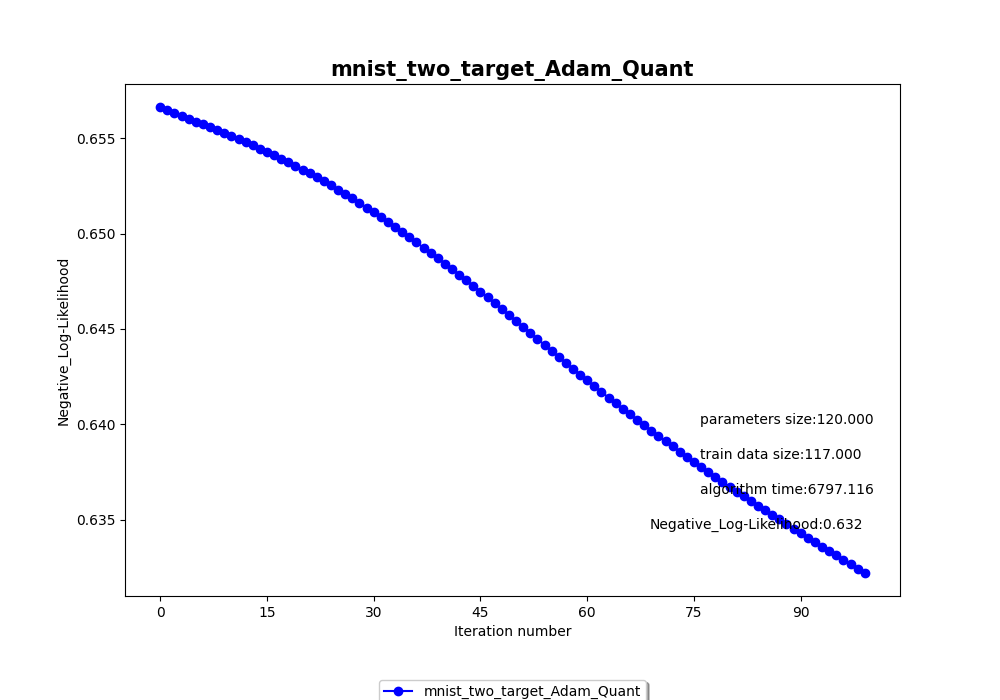 mnist_two_target_Adam_Quant
0.655
0.650
0.645
0.640
0.635
Negative_Log-Likelihood
parameters size:120.000
train data size:117.000
algorithm time:6797.116
Negative_Log-Likelihood:0.632
0 15 30 45 60 75 90
Iteration number
mnist_two_target_Adam_Quant